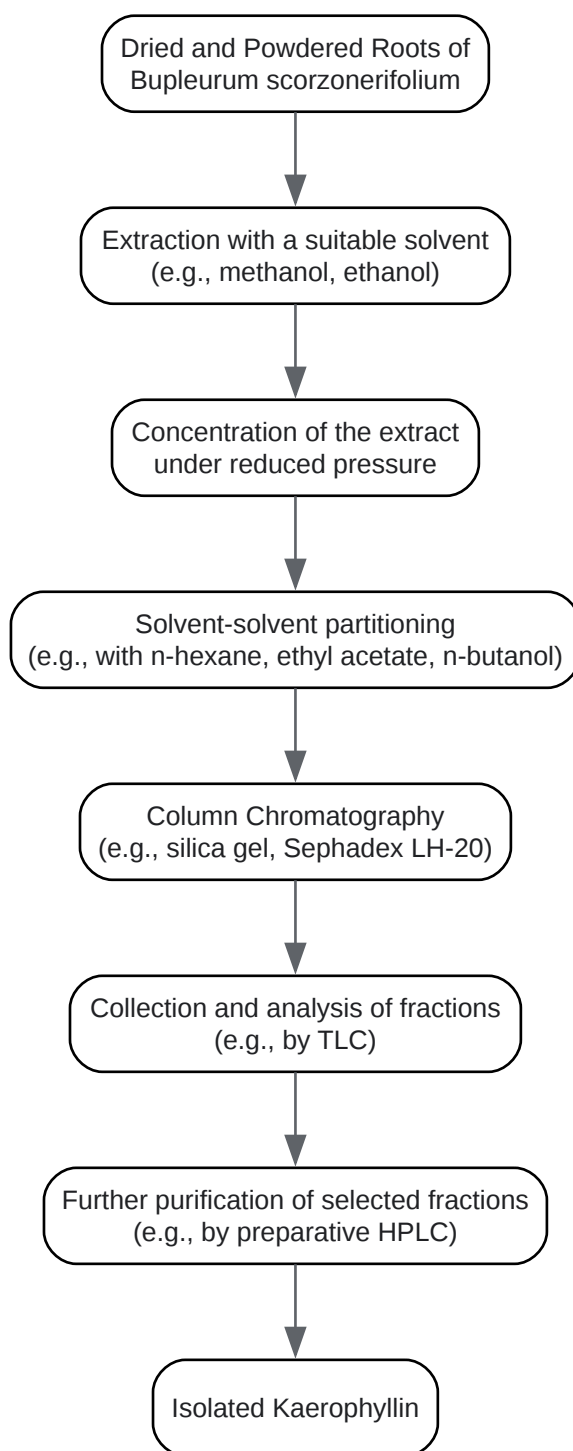 Dried and Powdered Roots of
Bupleurum scorzonerifolium
Extraction with a suitable solvent
(e.g., methanol, ethanol)
Concentration of the extract
under reduced pressure
Solvent-solvent partitioning
(e.g., with n-hexane, ethyl acetate, n-butanol)
Column Chromatography
(e.g., silica gel, Sephadex LH-20)
Collection and analysis of fractions
(e.g., by TLC)
Further purification of selected fractions
(e.g., by preparative HPLC)
Isolated Kaerophyllin